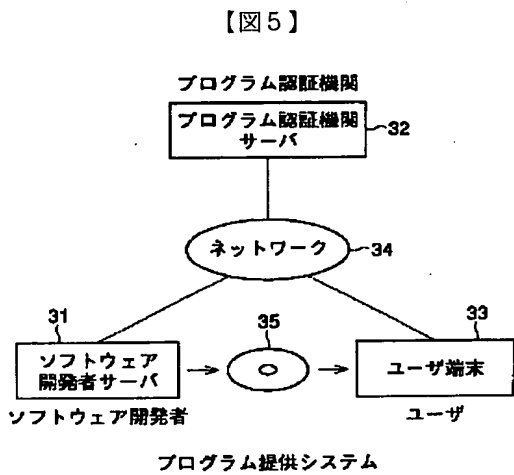 【図5】
プログラム認証機関
プログラム認証機関
サーバ
32
ネットワーク
34
31
35
33
ソフトウェア
開発者サーバ
ユーザ端末
ソフトウェア開発者
ユーザ
プログラム提供システム